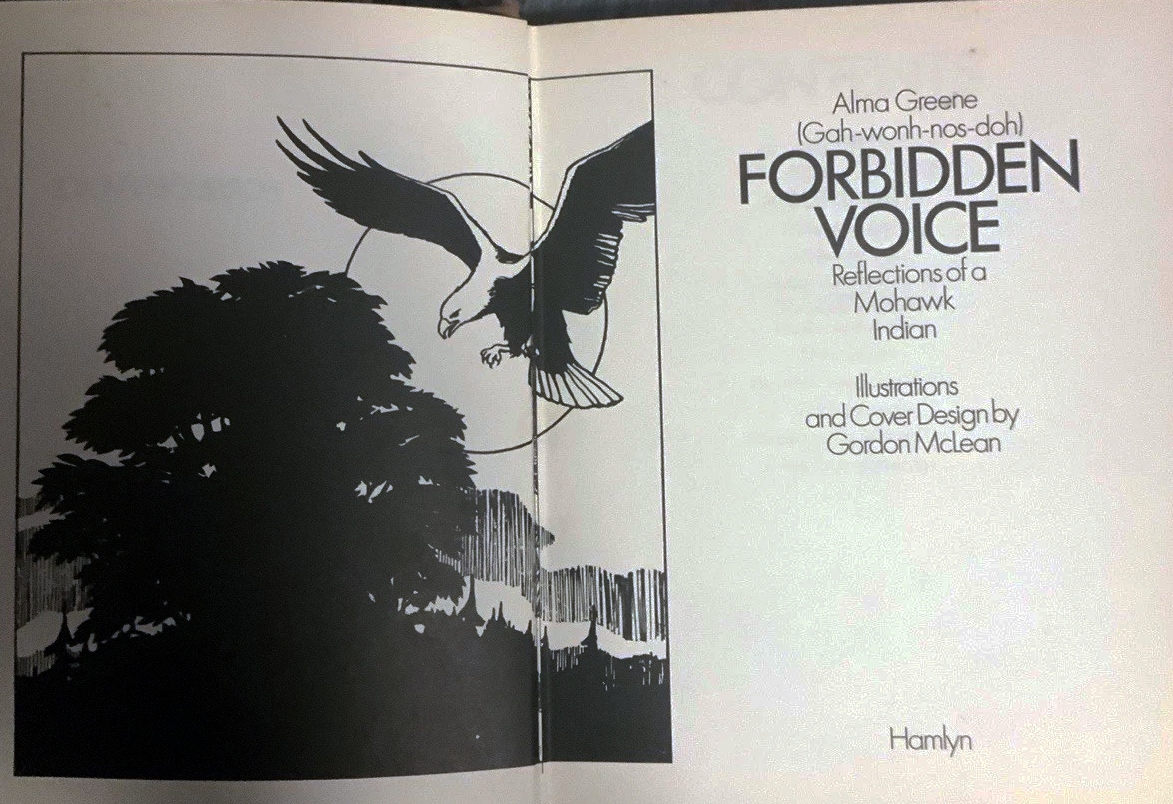 Alma Greene
(Gah-wonh-nos-doh)
FORBIDDEN
VOICE
Reflections of a
Mohawk
Indian
Illustrations
and Cover Design by
Gordon McLean
Hamlyn